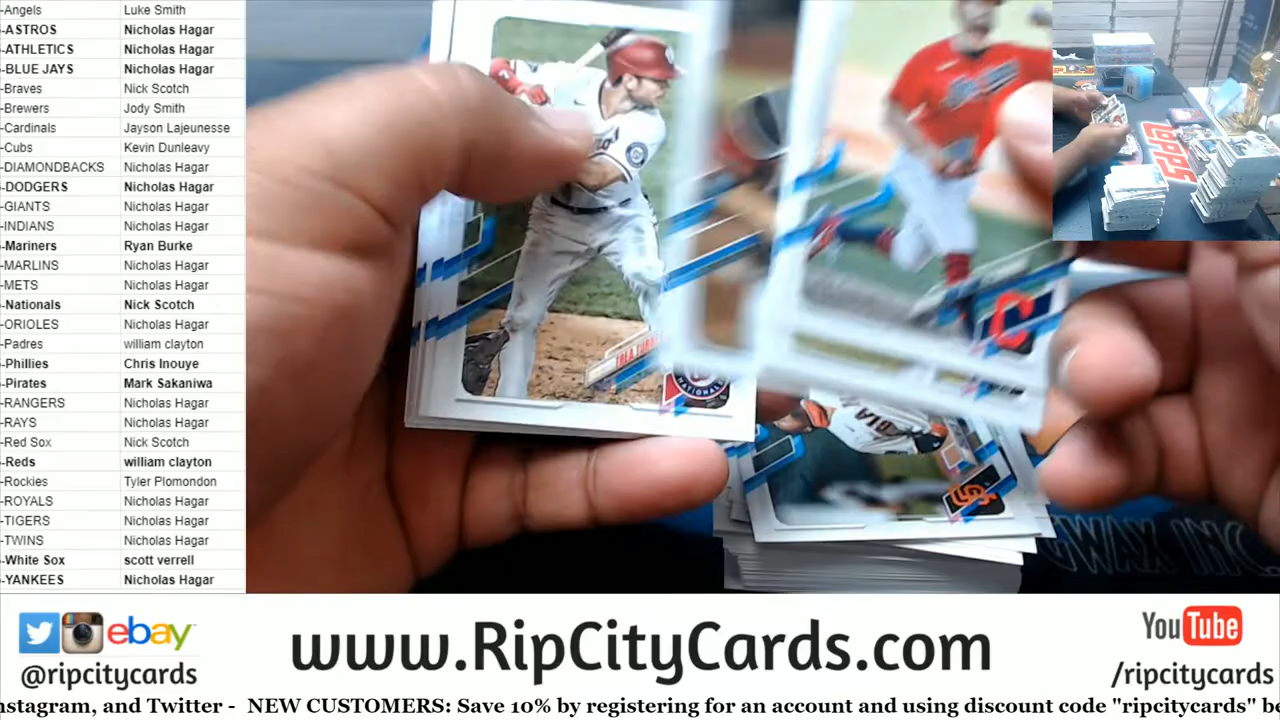 -Angels Luke Smith
-ASTROS Nicholas Hagar
-ATHLETICS Nicholas Hagar
-BLUE JAYS Nicholas Hagar
-Braves Nick Scotch
-Brewers Jody Smith
-Cardinals Jayson Lajeunesse
-Cubs Kevin Dunleavy
-DIAMONDBACKS Nicholas Hagar
-DODGERS Nicholas Hagar
-GIANTS Nicholas Hagar
-INDIANS Nicholas Hagar
-Mariners Ryan Burke
-MARLINS Nicholas Hagar
-METS Nicholas Hagar
-Nationals Nick Scotch
-ORIOLES Nicholas Hagar
-Padres william clayton
-Phillies Chris Inouye
-Pirates Mark Sakaniwa
-RANGERS Nicholas Hagar
-RAYS Nicholas Hagar
-Red Sox Nick Scotch
-Reds william clayton
-Rockies Tyler Plomondon
-ROYALS Nicholas Hagar
-TIGERS Nicholas Hagar
-TWINS Nicholas Hagar
-White Sox scott verrell
-YANKEES Nicholas Hagar
TOPPS
NATIONALS
C
SF
WAX INC.
ebay
@ripcitycards
www.RipCityCards.com
YouTube
/ripcitycards
nstagram, and Twitter - NEW CUSTOMERS: Save 10% by registering for an account and using discount code "ripcitycards" be